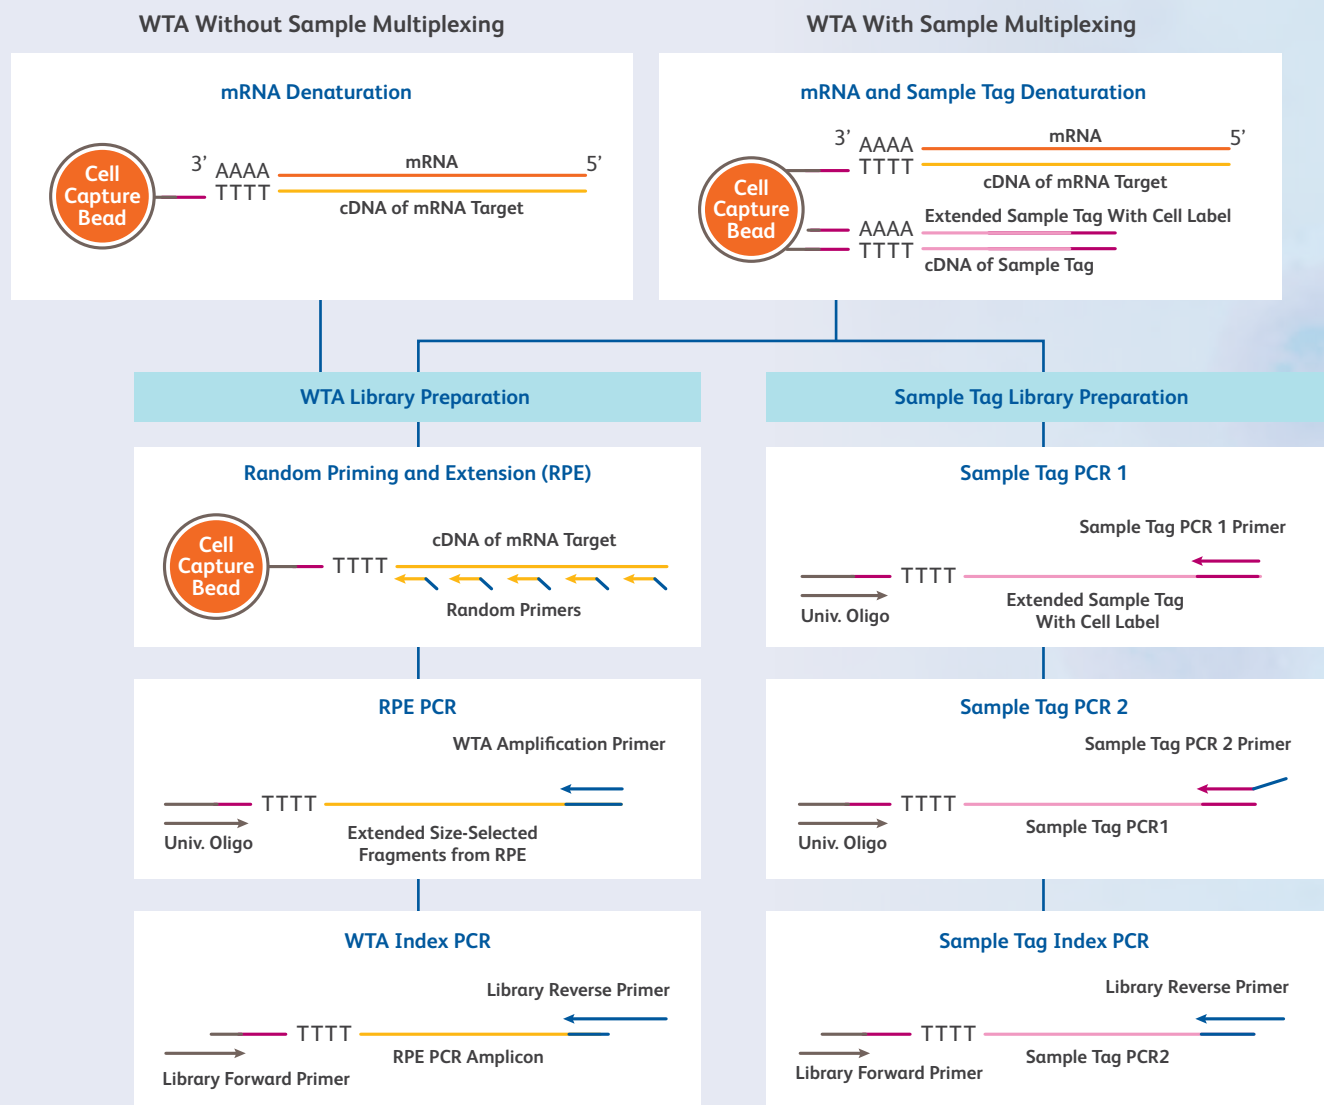 WTA Without Sample Multiplexing
mRNA Denaturation
Cell
Capture
Bead
3’
AAAA
TTTT
mRNA
5’
cDNA of mRNA Target
WTA With Sample Multiplexing
mRNA and Sample Tag Denaturation
Cell
Capture
Bead
3’
AAAA
TTTT
mRNA
5’
cDNA of mRNA Target
Extended Sample Tag With Cell Label
AAAA
TTTT
cDNA of Sample Tag
WTA Library Preparation
Random Priming and Extension (RPE)
Cell
Capture
Bead
TTTT
cDNA of mRNA Target
Random Primers
RPE PCR
WTA Amplification Primer
TTTT
Univ. Oligo
Extended Size-Selected
Fragments from RPE
WTA Index PCR
Library Reverse Primer
TTTT
RPE PCR Amplicon
Library Forward Primer
Sample Tag Library Preparation
Sample Tag PCR 1
Sample Tag PCR 1 Primer
TTTT
Univ. Oligo
Extended Sample Tag
With Cell Label
Sample Tag PCR 2
Sample Tag PCR 2 Primer
TTTT
Univ. Oligo
Sample Tag PCR1
Sample Tag Index PCR
Library Reverse Primer
TTTT
Sample Tag PCR2
Library Forward Primer